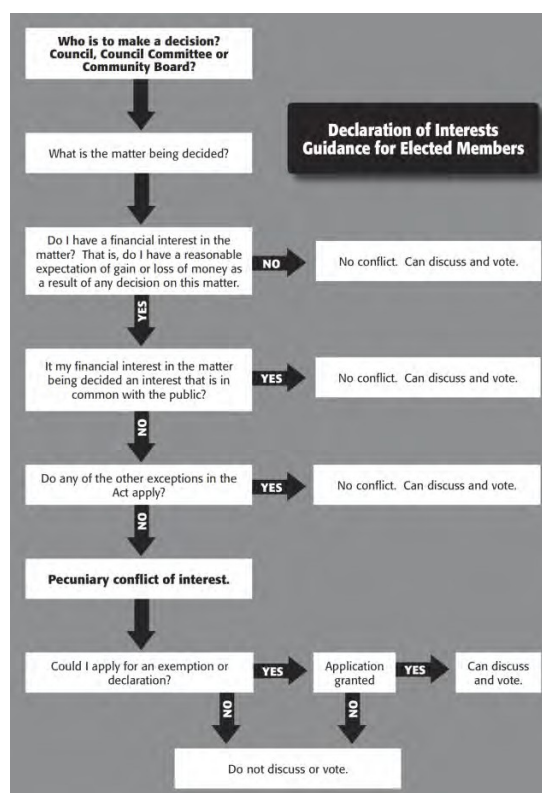 Who is to make a decision?
Council, Council Committee or
Community Board?
Declaration of Interests
Guidance for Elected Members
What is the matter being decided?
Do I have a financial interest in the
matter? That is, do I have a reasonable
expectation of gain or loss of money as
a result of any decision on this matter.
NO
No conflict. Can discuss and vote.
YES
It my financial interest in the matter
being decided an interest that is in
common with the public?
YES
No conflict. Can discuss and vote.
NO
Do any of the other exceptions in the
Act apply?
YES
No conflict. Can discuss and vote.
NO
Pecuniary conflict of interest.
Could I apply for an exemption or
declaration?
YES
Application
granted
YES
Can discuss
and vote.
NO
NO
Do not discuss or vote.